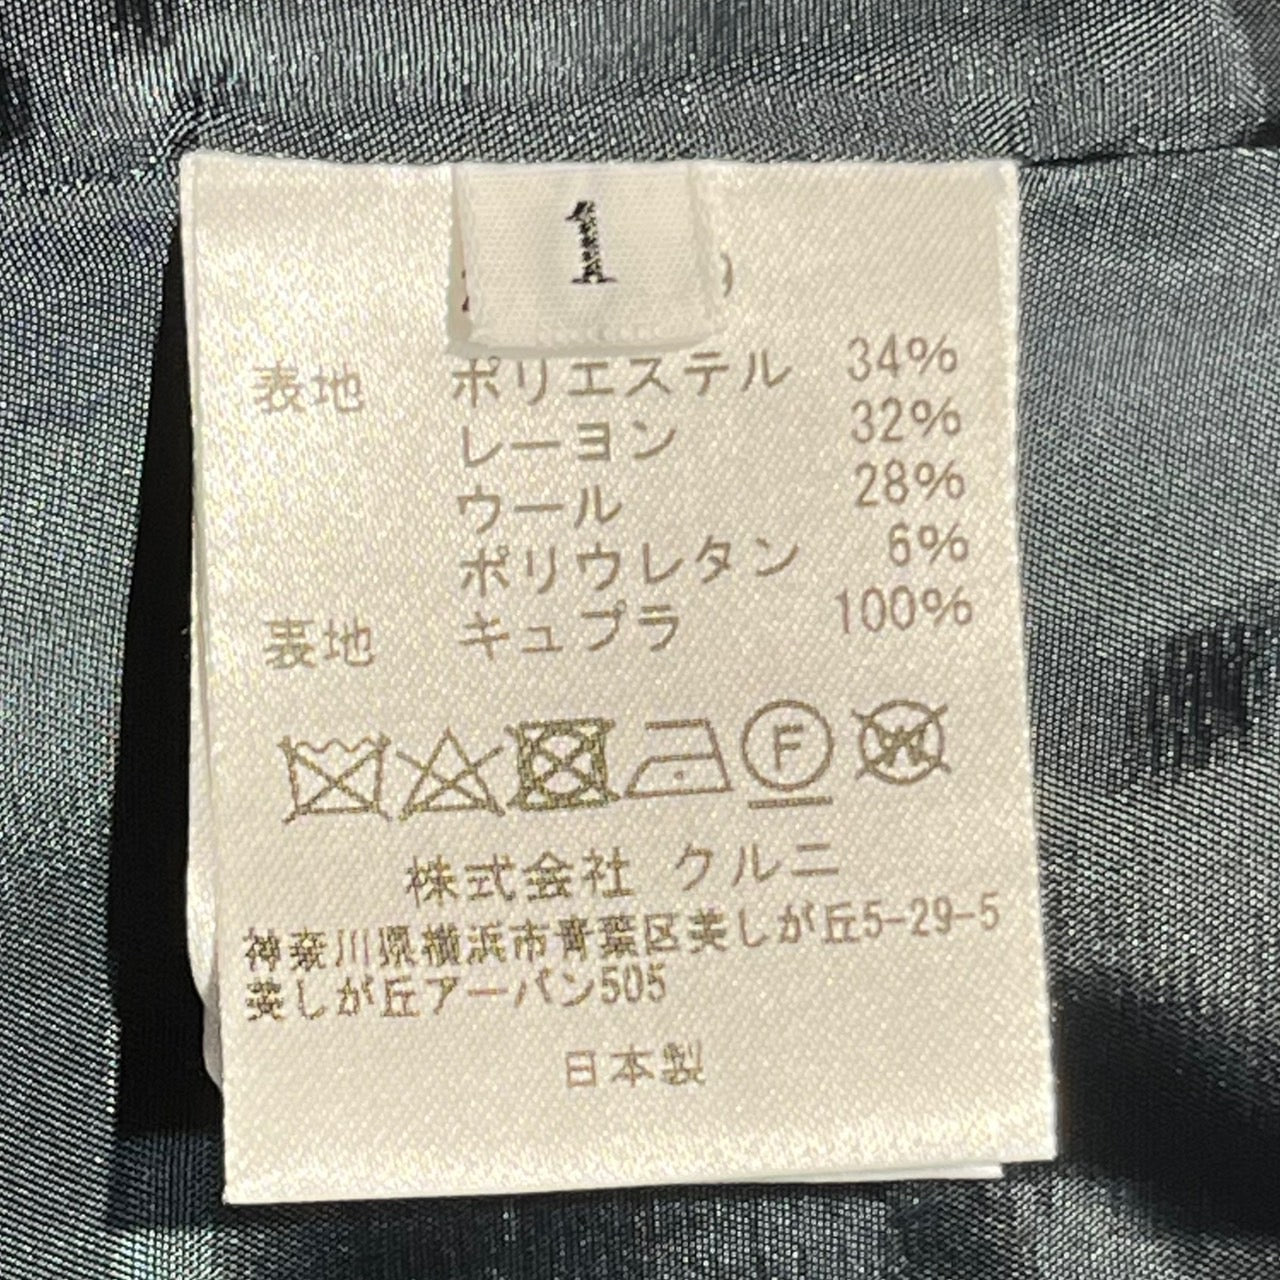 1
表地 ポリエステル 34%
レーヨン 32%
ウール 28%
ポリウレタン 6%
表地 キュプラ 100%
F
W
株式会社 クルニ
神奈川県横浜市青葉区美しが丘5-29-5
美しが丘アーバン505
日本製